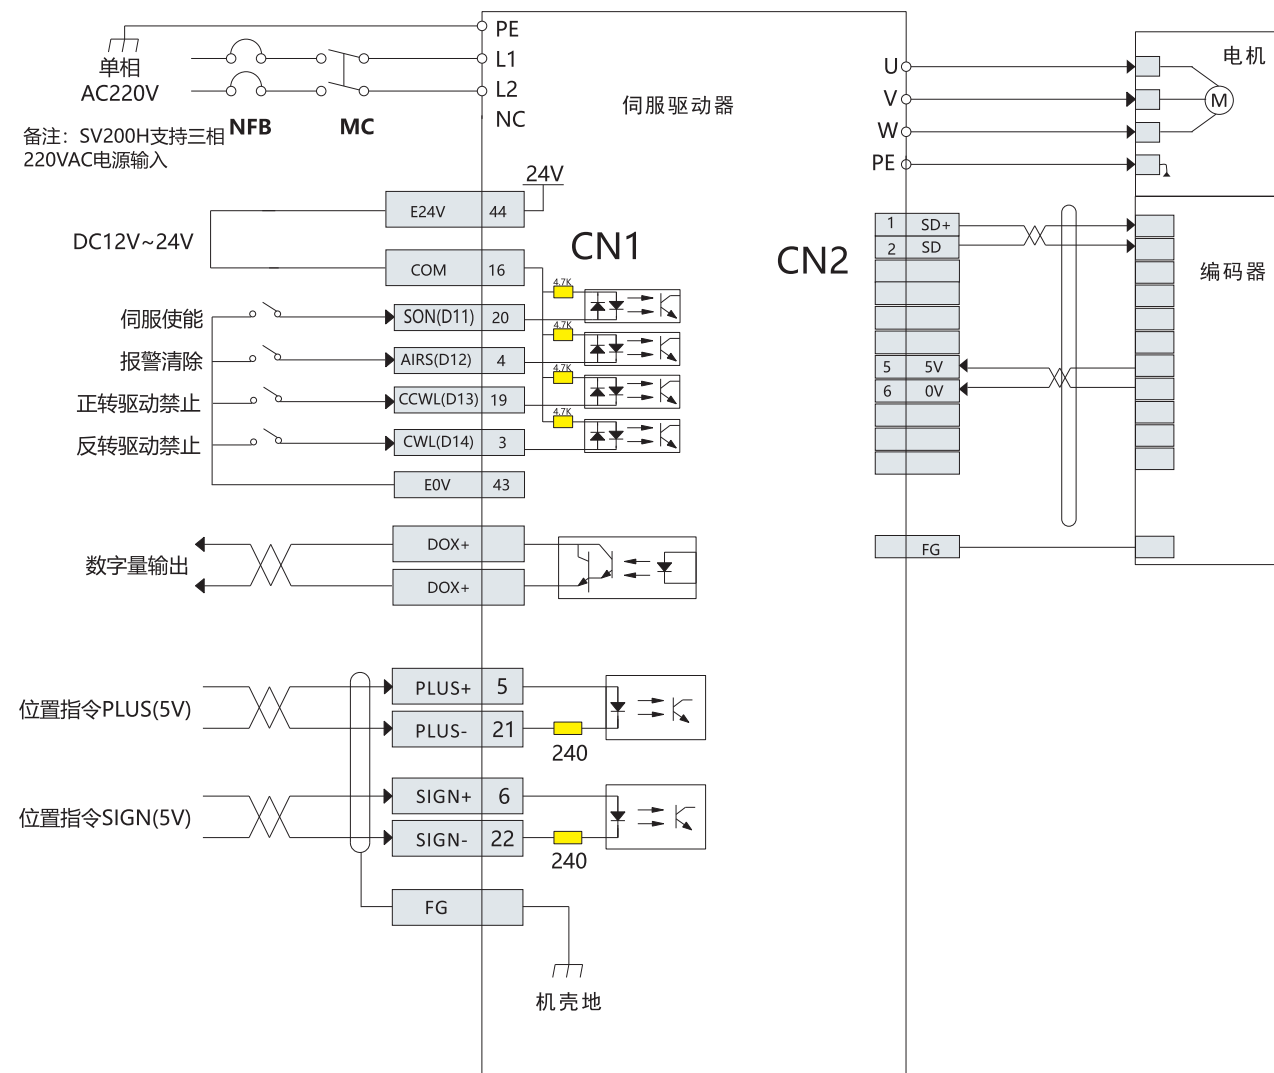 PE
单相
AC220V
L1
L2
NC
NFB
MC
备注：SV200H支持三相
220VAC电源输入
伺服驱动器
U
V
W
PE
电机
M
24V
E24V 44
DC12V~24V
COM 16
CN1
4.7K
伺服使能
SON(D11) 20
4.7K
报警清除
AIRS(D12) 4
4.7K
正转驱动禁止
CCWL(D13) 19
4.7K
反转驱动禁止
CWL(D14) 3
E0V 43
CN2
1 SD+
2 SD
编码器
5 5V
6 0V
FG
数字量输出
DOX+
DOX+
位置指令PLUS(5V)
PLUS+ 5
PLUS- 21
240
位置指令SIGN(5V)
SIGN+ 6
SIGN- 22
240
FG
机壳地